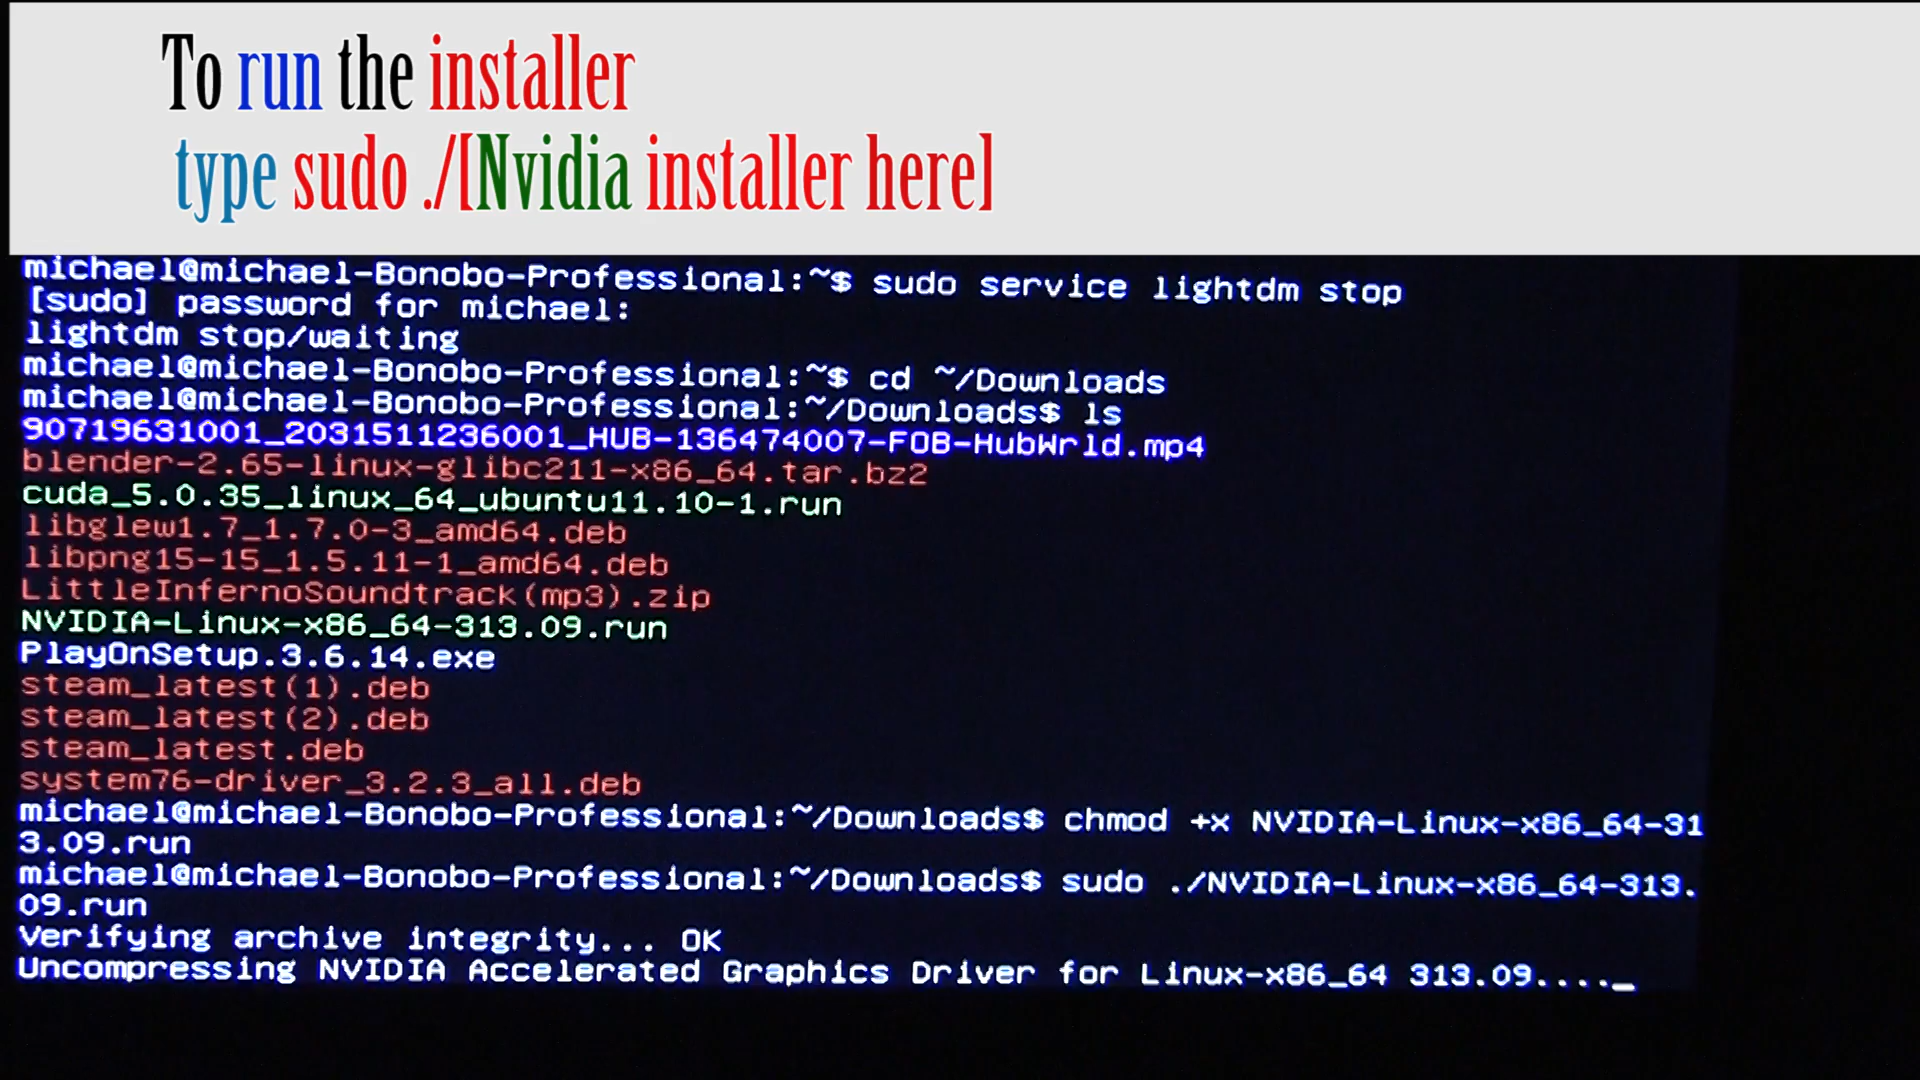 To run the installer
type sudo ./[Nvidia installer here]
michael@michael-Bonobo-Professional:~$ sudo service lightdm stop
[sudo] password for michael:
lightdm stop/waiting
michael@michael-Bonobo-Professional:~$ cd ~/Downloads
michael@michael-Bonobo-Professional:~/Downloads$ ls
90719631001_2031511236001_HUB-136474007-FOB-HubWrld.mp4
blender-2.65-linux-glibc211-x86_64.tar.bz2
cuda_5.0.35_linux_64_ubuntu11.10-1.run
libglew1.7_1.7.0-3_amd64.deb
libpng15-15_1.5.11-1_amd64.deb
LittleInfernoSoundtrack(mp3).zip
NVIDIA-Linux-x86_64-313.09.run
PlayOnSetup.3.6.14.exe
steam_latest(1).deb
steam_latest(2).deb
steam_latest.deb
system76-driver_3.2.3_all.deb
michael@michael-Bonobo-Professional:~/Downloads$ chmod +x NVIDIA-Linux-x86_64-31
3.09.run
michael@michael-Bonobo-Professional:~/Downloads$ sudo ./NVIDIA-Linux-x86_64-313.
09.run
Verifying archive integrity... OK
Uncompressing NVIDIA Accelerated Graphics Driver for Linux-x86_64 313.09...._